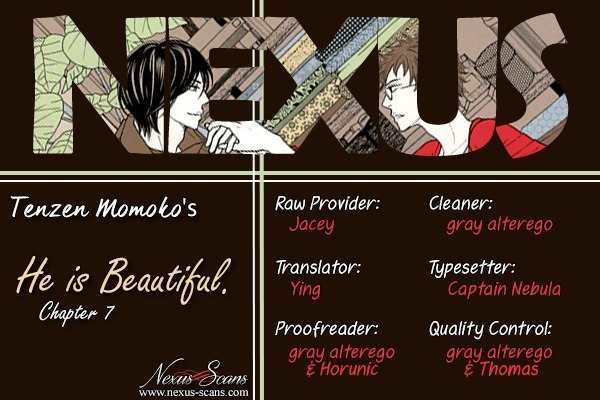 NEXUS
Tenzen Momoko's
He is Beautiful.
Chapter 7
Nexus Scans
www.nexus-scans.com
Raw Provider:
Jacey
Cleaner:
gray alterego
Translator:
Ying
Typesetter:
Captain Nebula
Proofreader:
gray alterego
& Horunic
Quality Control:
gray alterego
& Thomas